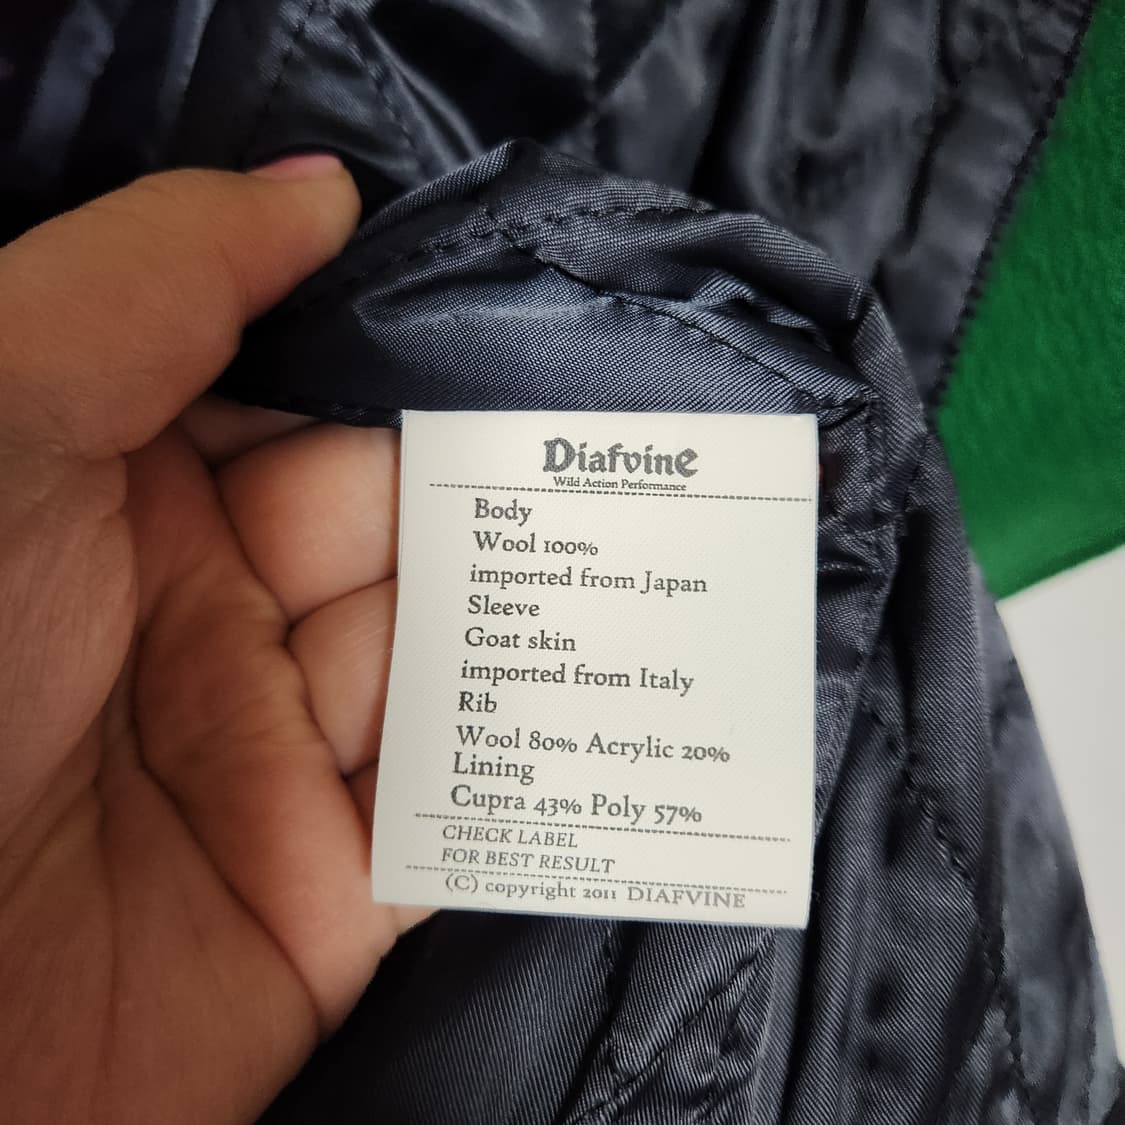 Diafvine
Wild Action Performance
Body
Wool 100%
imported from Japan
Sleeve
Goat skin
imported from Italy
Rib
Wool 80% Acrylic 20%
Lining
Cupra 43% Poly 57%
CHECK LABEL
FOR BEST RESULT
(C) copyright 2011 DIAFVINE